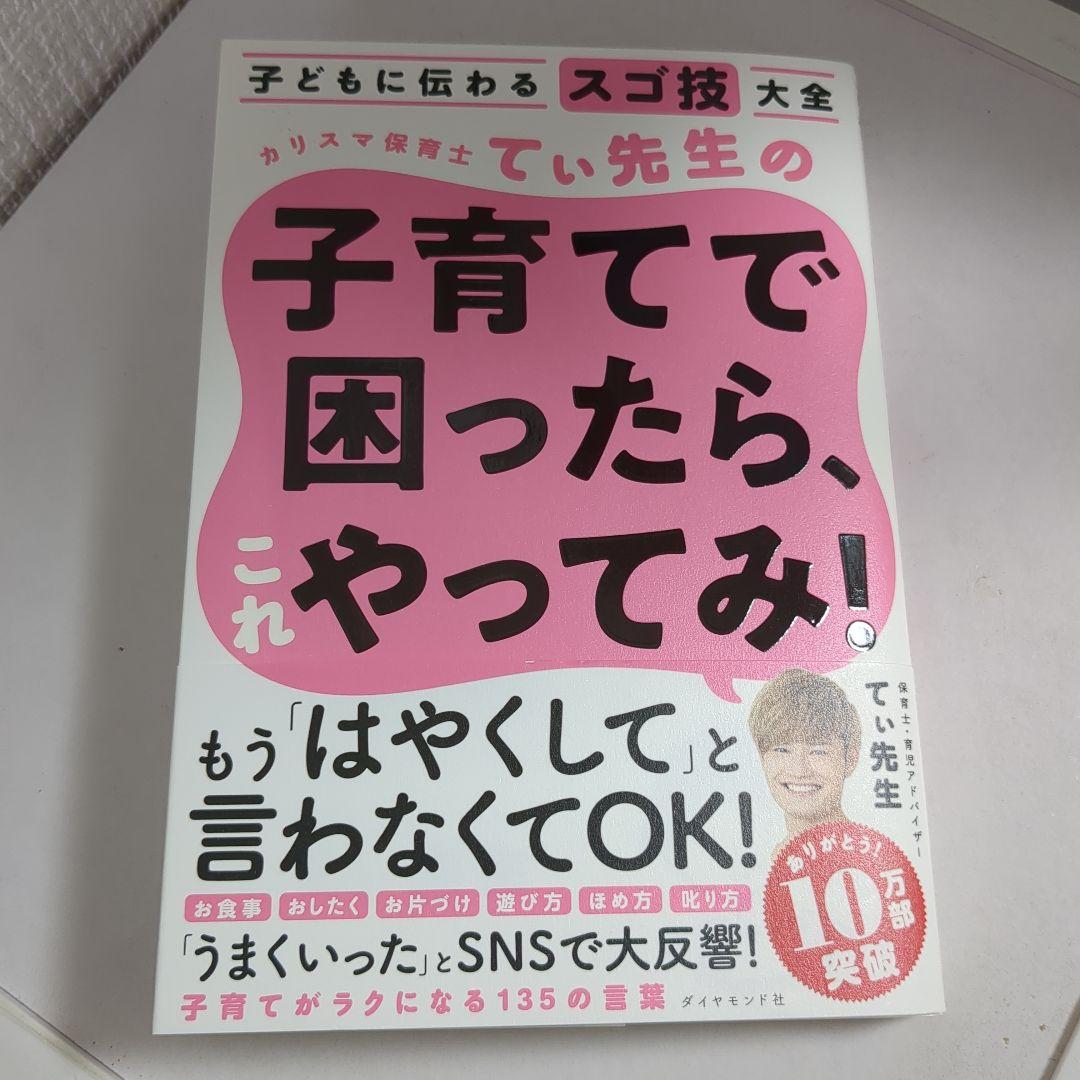 子どもに伝わるスゴ技大全
カリスマ保育士てぃ先生の
子育てで
困ったら、
これやってみ!
もう「はやくして」と
言わなくてOK!
保育士・育児アドバイザー
てぃ先生
ありがとう!
10万部
突破
お食事 おしたく お片づけ 遊び方 ほめ方 叱り方
「うまくいった」とSNSで大反響!
子育てがラクになる135の言葉 ダイヤモンド社